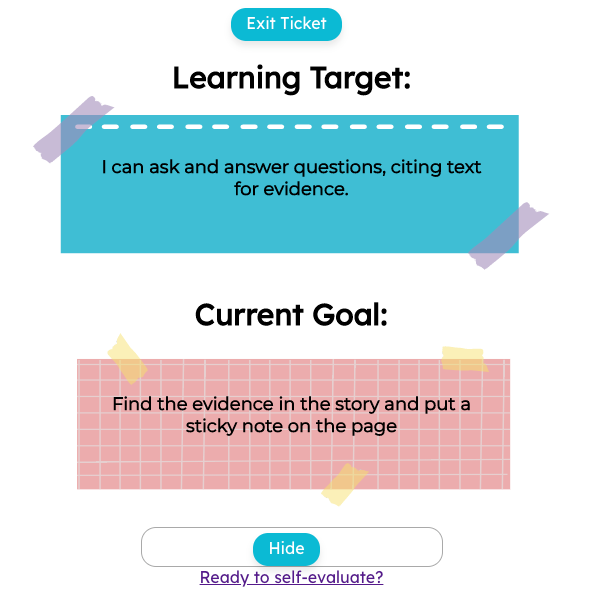 Exit Ticket
Learning Target:
I can ask and answer questions, citing text
for evidence.
Current Goal:
Find the evidence in the story and put a
sticky note on the page
Hide
Ready to self-evaluate?